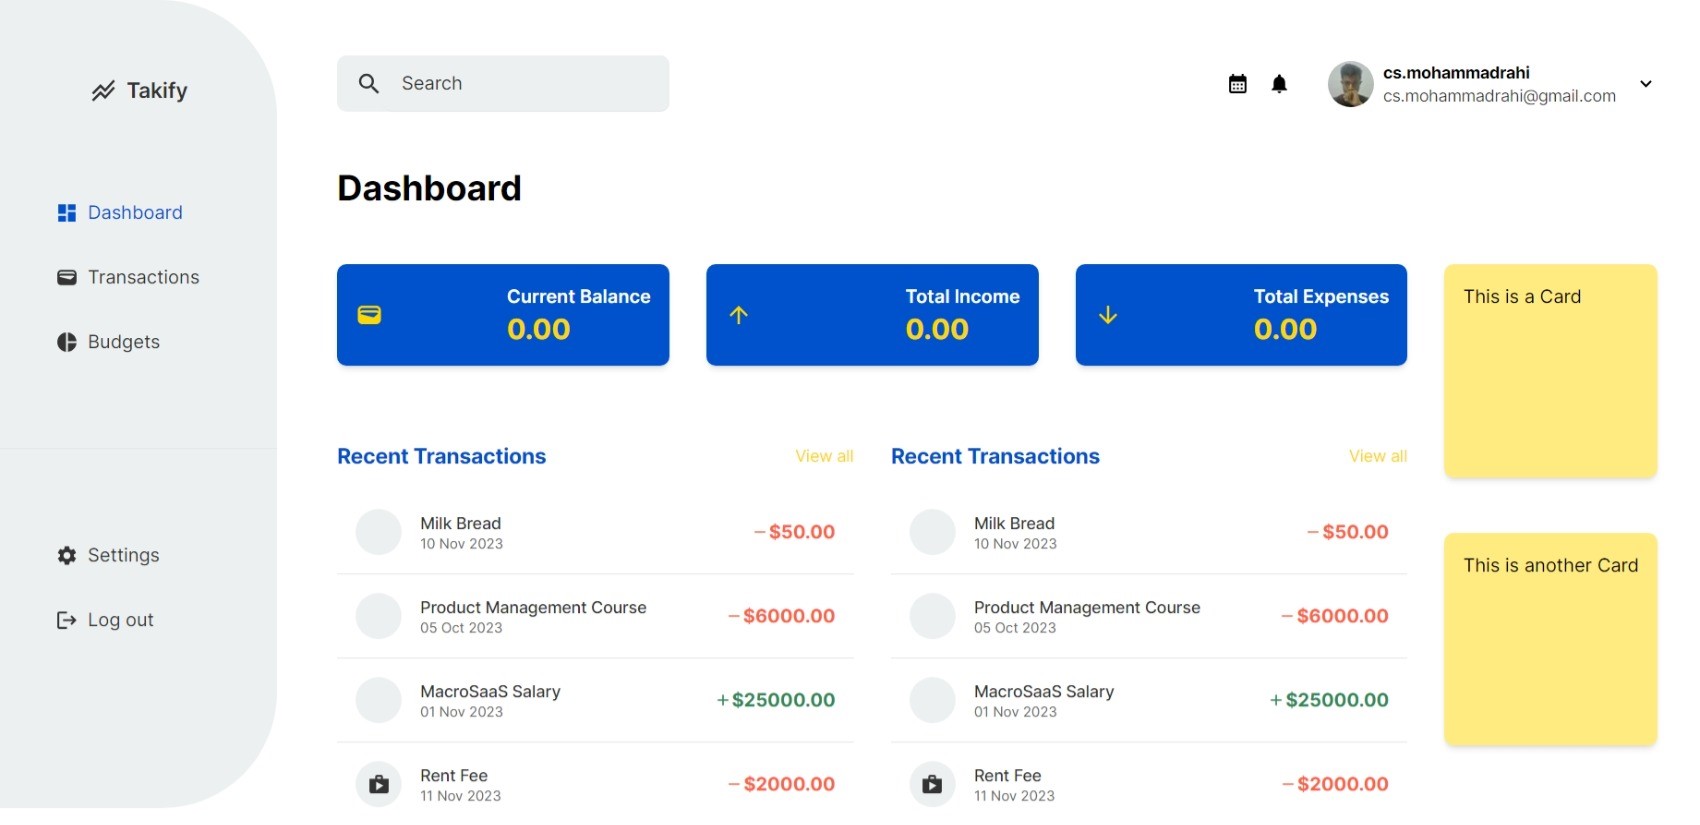 Takify
Dashboard
Transactions
Budgets
Settings
Log out
Search
cs.mohammadrahi
cs.mohammadrahi@gmail.com
Dashboard
Current Balance
0.00
Total Income
0.00
Total Expenses
0.00
Recent Transactions View all
Milk Bread
10 Nov 2023
−$50.00
Product Management Course
05 Oct 2023
−$6000.00
MacroSaaS Salary
01 Nov 2023
+$25000.00
Rent Fee
11 Nov 2023
−$2000.00
Recent Transactions View all
Milk Bread
10 Nov 2023
−$50.00
Product Management Course
05 Oct 2023
−$6000.00
MacroSaaS Salary
01 Nov 2023
+$25000.00
Rent Fee
11 Nov 2023
−$2000.00
This is a Card
This is another Card